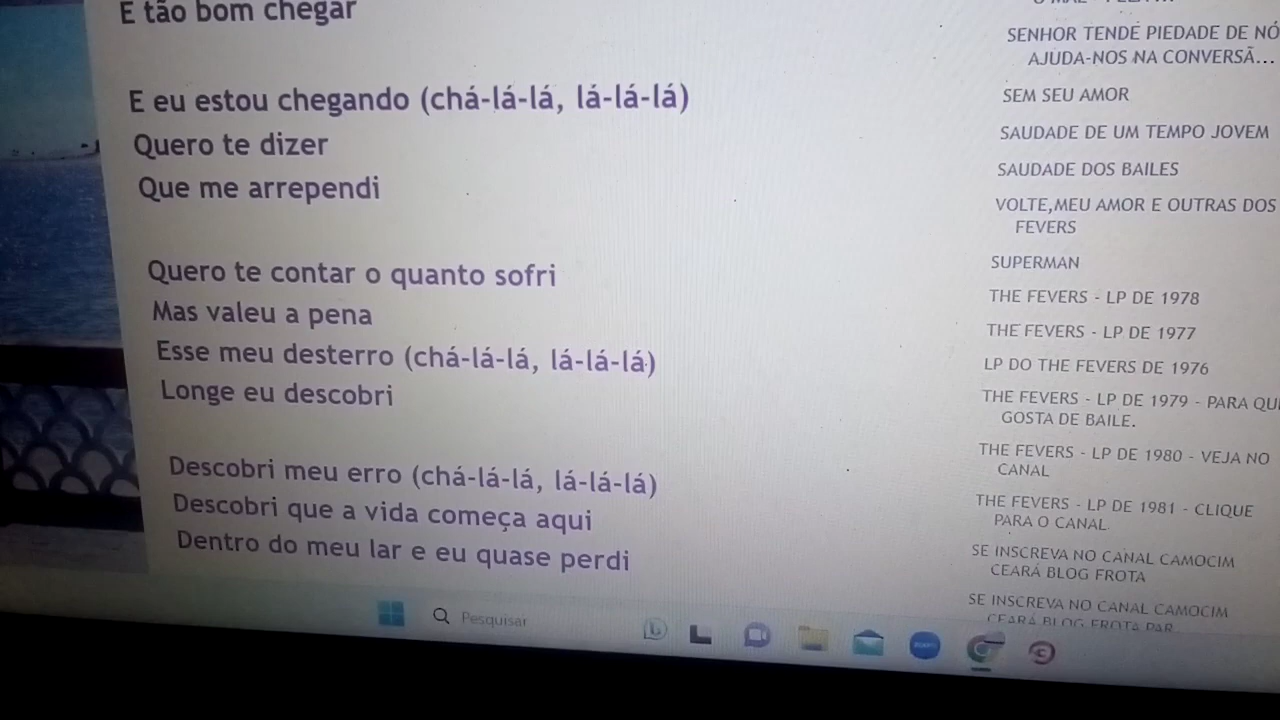 E tão bom chegar
E eu estou chegando (chá-lá-lá, lá-lá-lá)
Quero te dizer
Que me arrependi
Quero te contar o quanto sofri
Mas valeu a pena
Esse meu desterro (chá-lá-lá, lá-lá-lá)
Longe eu descobri
Descobri meu erro (chá-lá-lá, lá-lá-lá)
Descobri que a vida começa aqui
Dentro do meu lar e eu quase perdi
SENHOR TENDE PIEDADE DE NÓ
AJUDA-NOS NA CONVERSÃ...
SEM SEU AMOR
SAUDADE DE UM TEMPO JOVEM
SAUDADE DOS BAILES
VOLTE,MEU AMOR E OUTRAS DOS
FEVERS
SUPERMAN
THE FEVERS - LP DE 1978
THE FEVERS - LP DE 1977
LP DO THE FEVERS DE 1976
THE FEVERS - LP DE 1979 - PARA QUE
GOSTA DE BAILE.
THE FEVERS - LP DE 1980 - VEJA NO
CANAL
THE FEVERS - LP DE 1981 - CLIQUE
PARA O CANAL
SE INSCREVA NO CANAL CAMOCIM
CEARÁ BLOG FROTA
SE INSCREVA NO CANAL CAMOCIM
CEARÁ BLOG FROTA PAR
Pesquisar